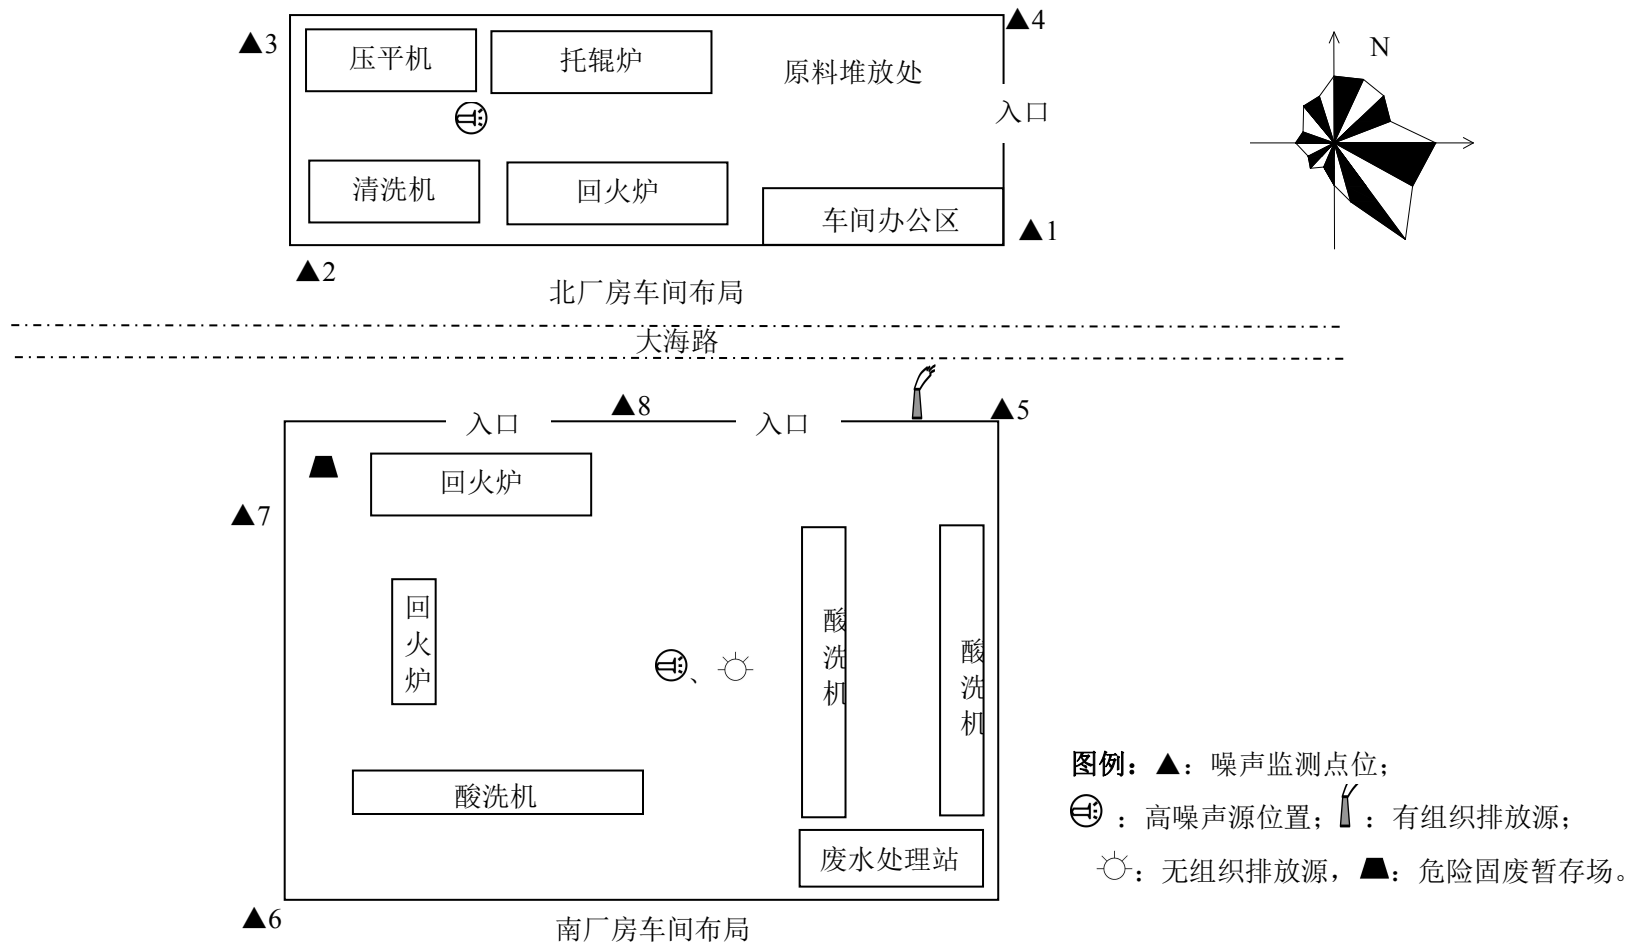 ▲3
▲4
N
压平机
托辊炉
原料堆放处
入口
清洗机
回火炉
车间办公区
▲1
▲2
北厂房车间布局
大海路
▲8
▲5
入口
入口
回火炉
▲7
回火炉
酸洗机
酸洗机
、
酸洗机
图例：▲：噪声监测点位；
：高噪声源位置；：有组织排放源；
：无组织排放源，：危险固废暂存场。
废水处理站
▲6
南厂房车间布局